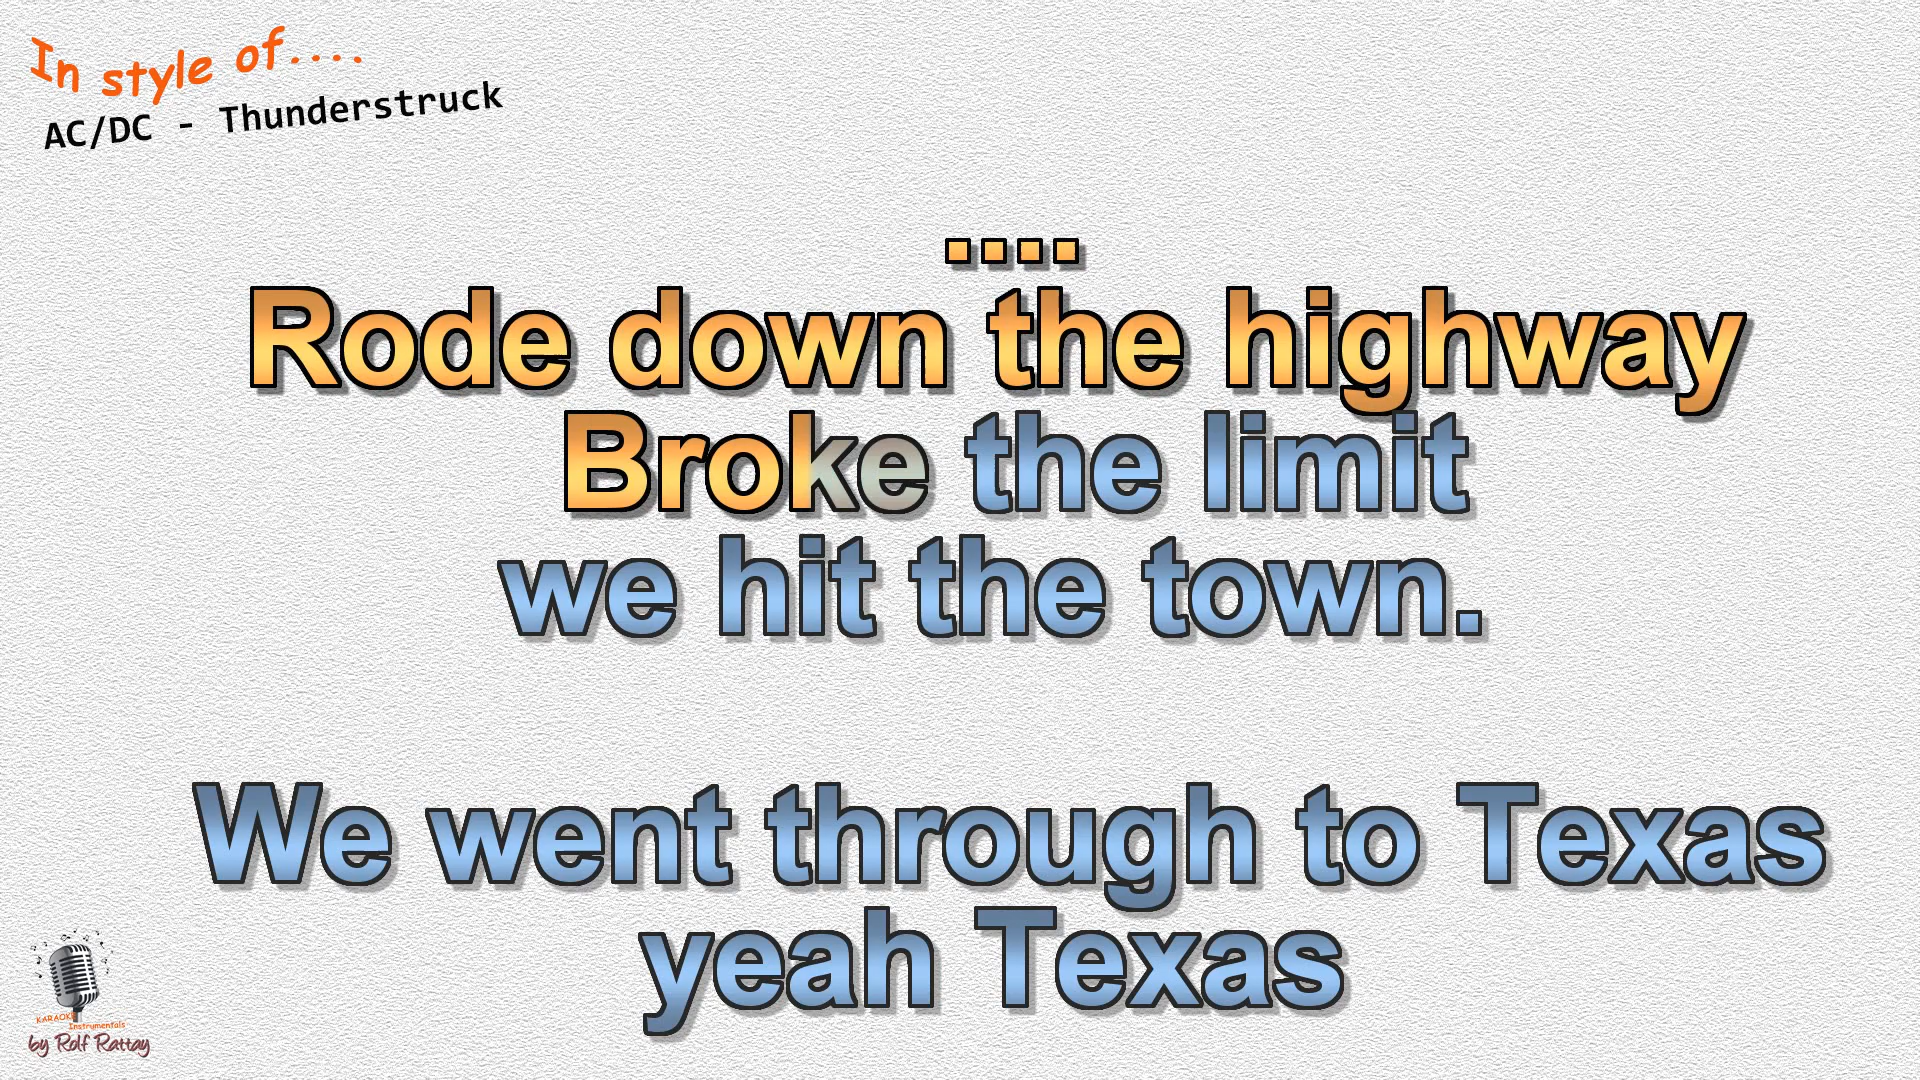 In style of....
AC/DC - Thunderstruck
....
Rode down the highway
Broke the limit
we hit the town.
We went through to Texas
yeah Texas
KARAOKE
Instrumentals
by Rolf Rattay